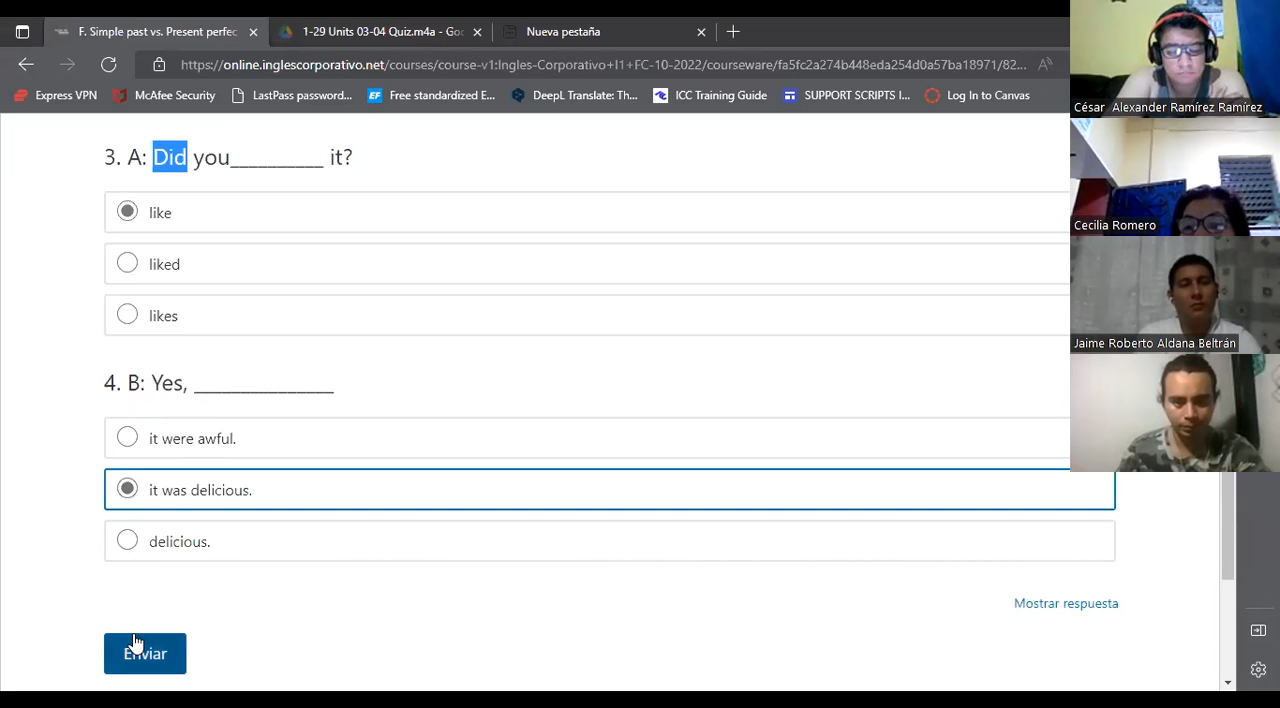 F. Simple past vs. Present perfec
1-29 Units 03-04 Quiz.m4a - Goo
Nueva pestaña
https://online.inglescorporativo.net/courses/course-v1:Ingles-Corporativo+I1+FC-10-2022/courseware/fa5fc2a274b448eda254d0a57ba18971/82...
Express VPN
McAfee Security
LastPass password...
Free standardized E...
DeepL Translate: Th...
ICC Training Guide
SUPPORT SCRIPTS I...
Log In to Canvas
César Alexander Ramírez Ramírez
Cecilia Romero
Jaime Roberto Aldana Beltrán
3. A: Did you__________ it?
like
liked
likes
4. B: Yes, _______________
it were awful.
it was delicious.
delicious.
Mostrar respuesta
Enviar